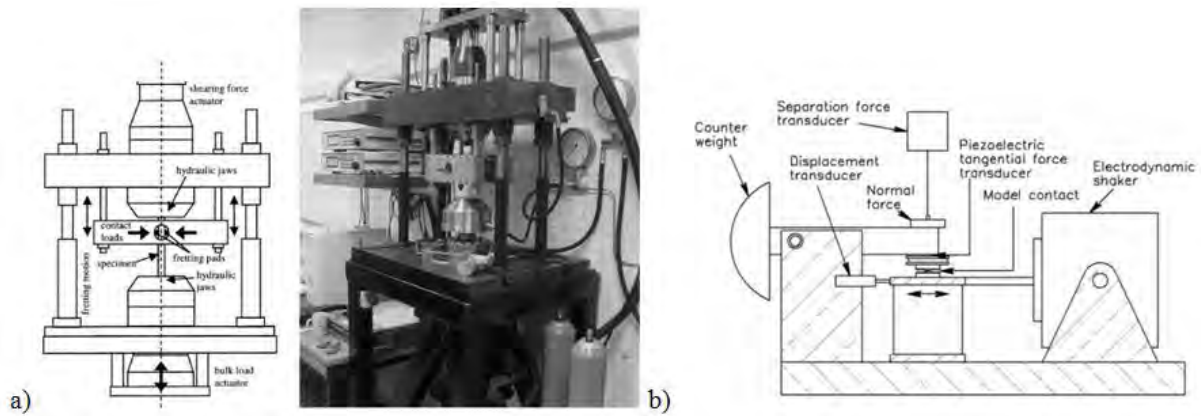 shearing force
actuator
hydraulic jaws
contact
loads
fretting pads
specimen
hydraulic
jaws
fretting motion
bulk load
actuator
a)
Separation force
transducer
Counter
weight
Displacement
transducer
Piezoelectric
tangential force
transducer
Normal
force
Model contact
Electrodynamic
shaker
b)